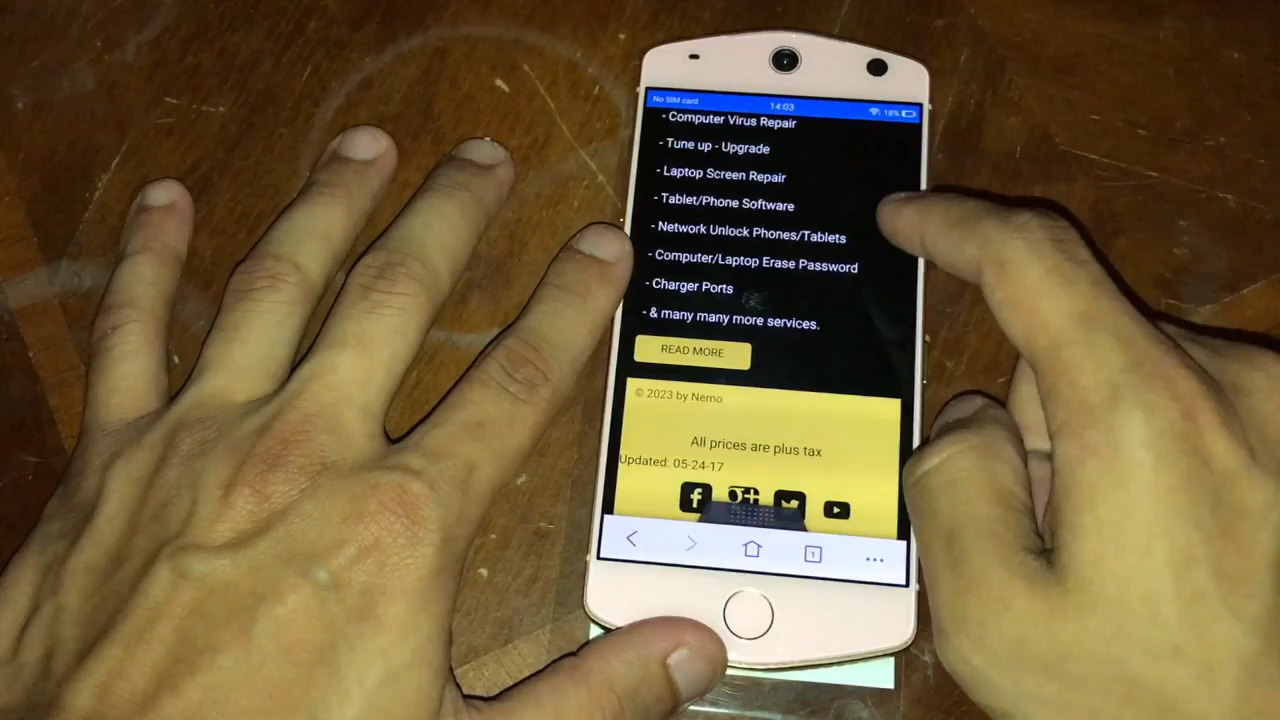 No SIM card 14:03 18%
- Computer Virus Repair
- Tune up - Upgrade
- Laptop Screen Repair
- Tablet/Phone Software
- Network Unlock Phones/Tablets
- Computer/Laptop Erase Password
- Charger Ports
- & many many more services.
READ MORE
© 2023 by Nemo
All prices are plus tax
Updated: 05-24-17
f g+
1